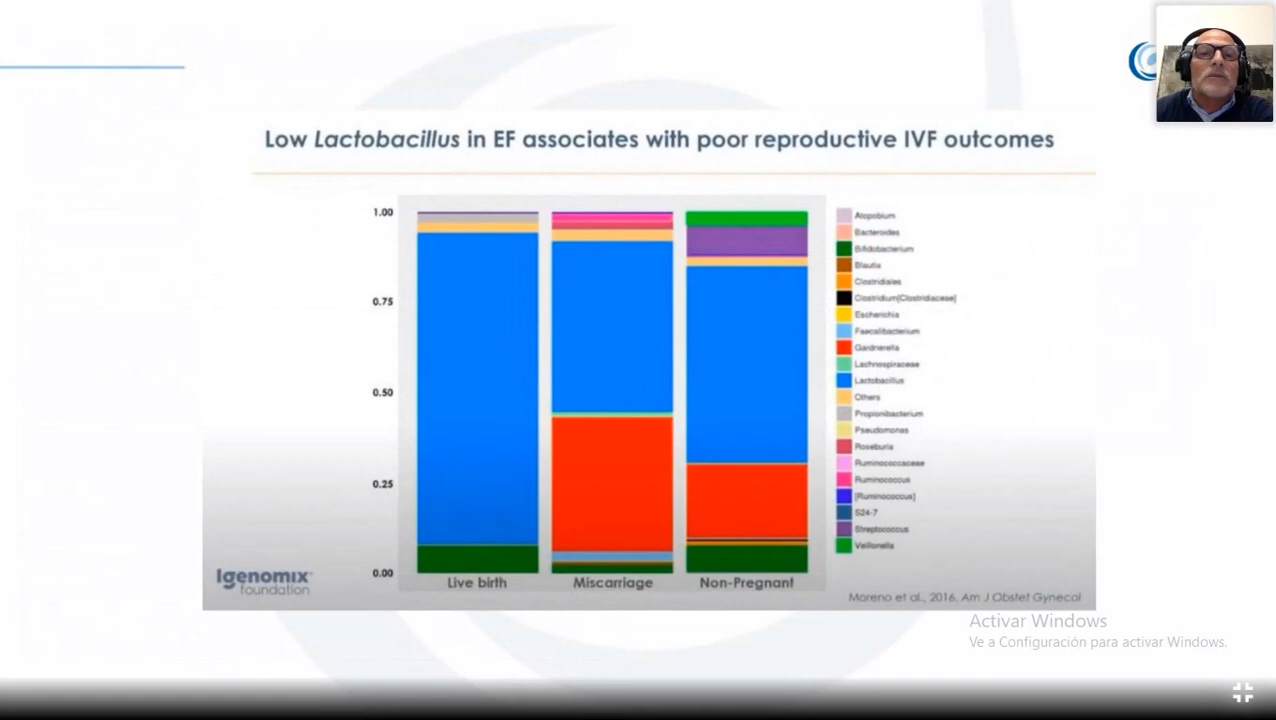 Low Lactobacillus in EF associates with poor reproductive IVF outcomes
1.00
0.75
0.50
0.25
0.00
Live birth
Miscarriage
Non-Pregnant
Atopobium
Bacteroides
Bifidobacterium
Blautia
Clostridiales
Clostridium[Clostridiaceae]
Escherichia
Faecalibacterium
Gardnerella
Lachnospiraceae
Lactobacillus
Others
Propionibacterium
Pseudomonas
Roseburia
Ruminococcaceae
Ruminococcus
[Ruminococcus]
S24-7
Streptococcus
Veillonella
Igenomix
foundation
Moreno et al., 2016, Am J Obstet Gynecol
Activar Windows
Ve a Configuración para activar Windows.